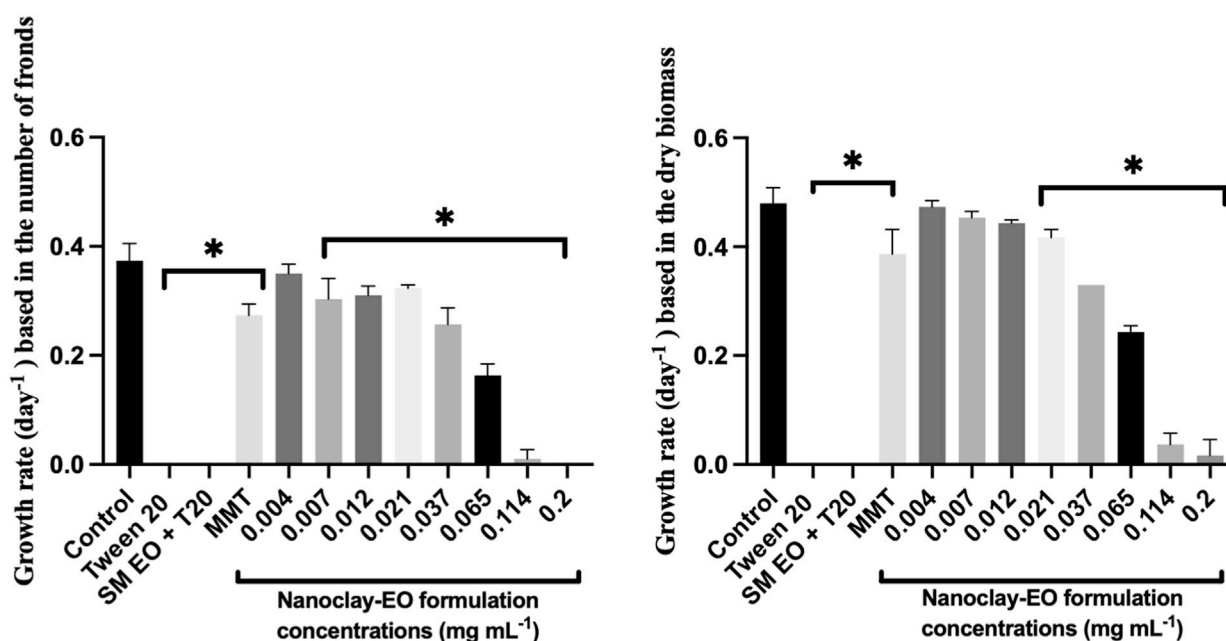 Growth rate (day-1 ) based in the number of fronds
0.6
0.4
0.2
0.0
*
*
Control
Tween 20
SM EO + T20
MMT
0.004
0.007
0.012
0.021
0.037
0.065
0.114
0.2
Nanoclay-EO formulation
concentrations (mg mL-1)
Growth rate (day-1 ) based in the dry biomass
0.6
0.4
0.2
0.0
*
*
Control
Tween 20
SM EO + T20
MMT
0.004
0.007
0.012
0.021
0.037
0.065
0.114
0.2
Nanoclay-EO formulation
concentrations (mg mL-1)